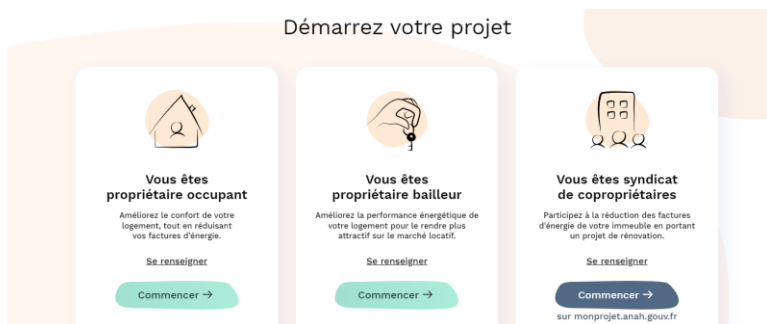 Démarrez votre projet
Vous êtes
propriétaire occupant
Améliorez le confort de votre
logement, tout en réduisant
vos factures d'énergie.
Se renseigner
Commencer →
Vous êtes
propriétaire bailleur
Améliorez la performance énergétique de
votre logement pour le rendre plus
attractif sur le marché locatif.
Se renseigner
Commencer →
Vous êtes syndicat
de copropriétaires
Participez à la réduction des factures
d'énergie de votre immeuble en portant
un projet de rénovation.
Se renseigner
Commencer →
sur monprojet.anah.gouv.fr